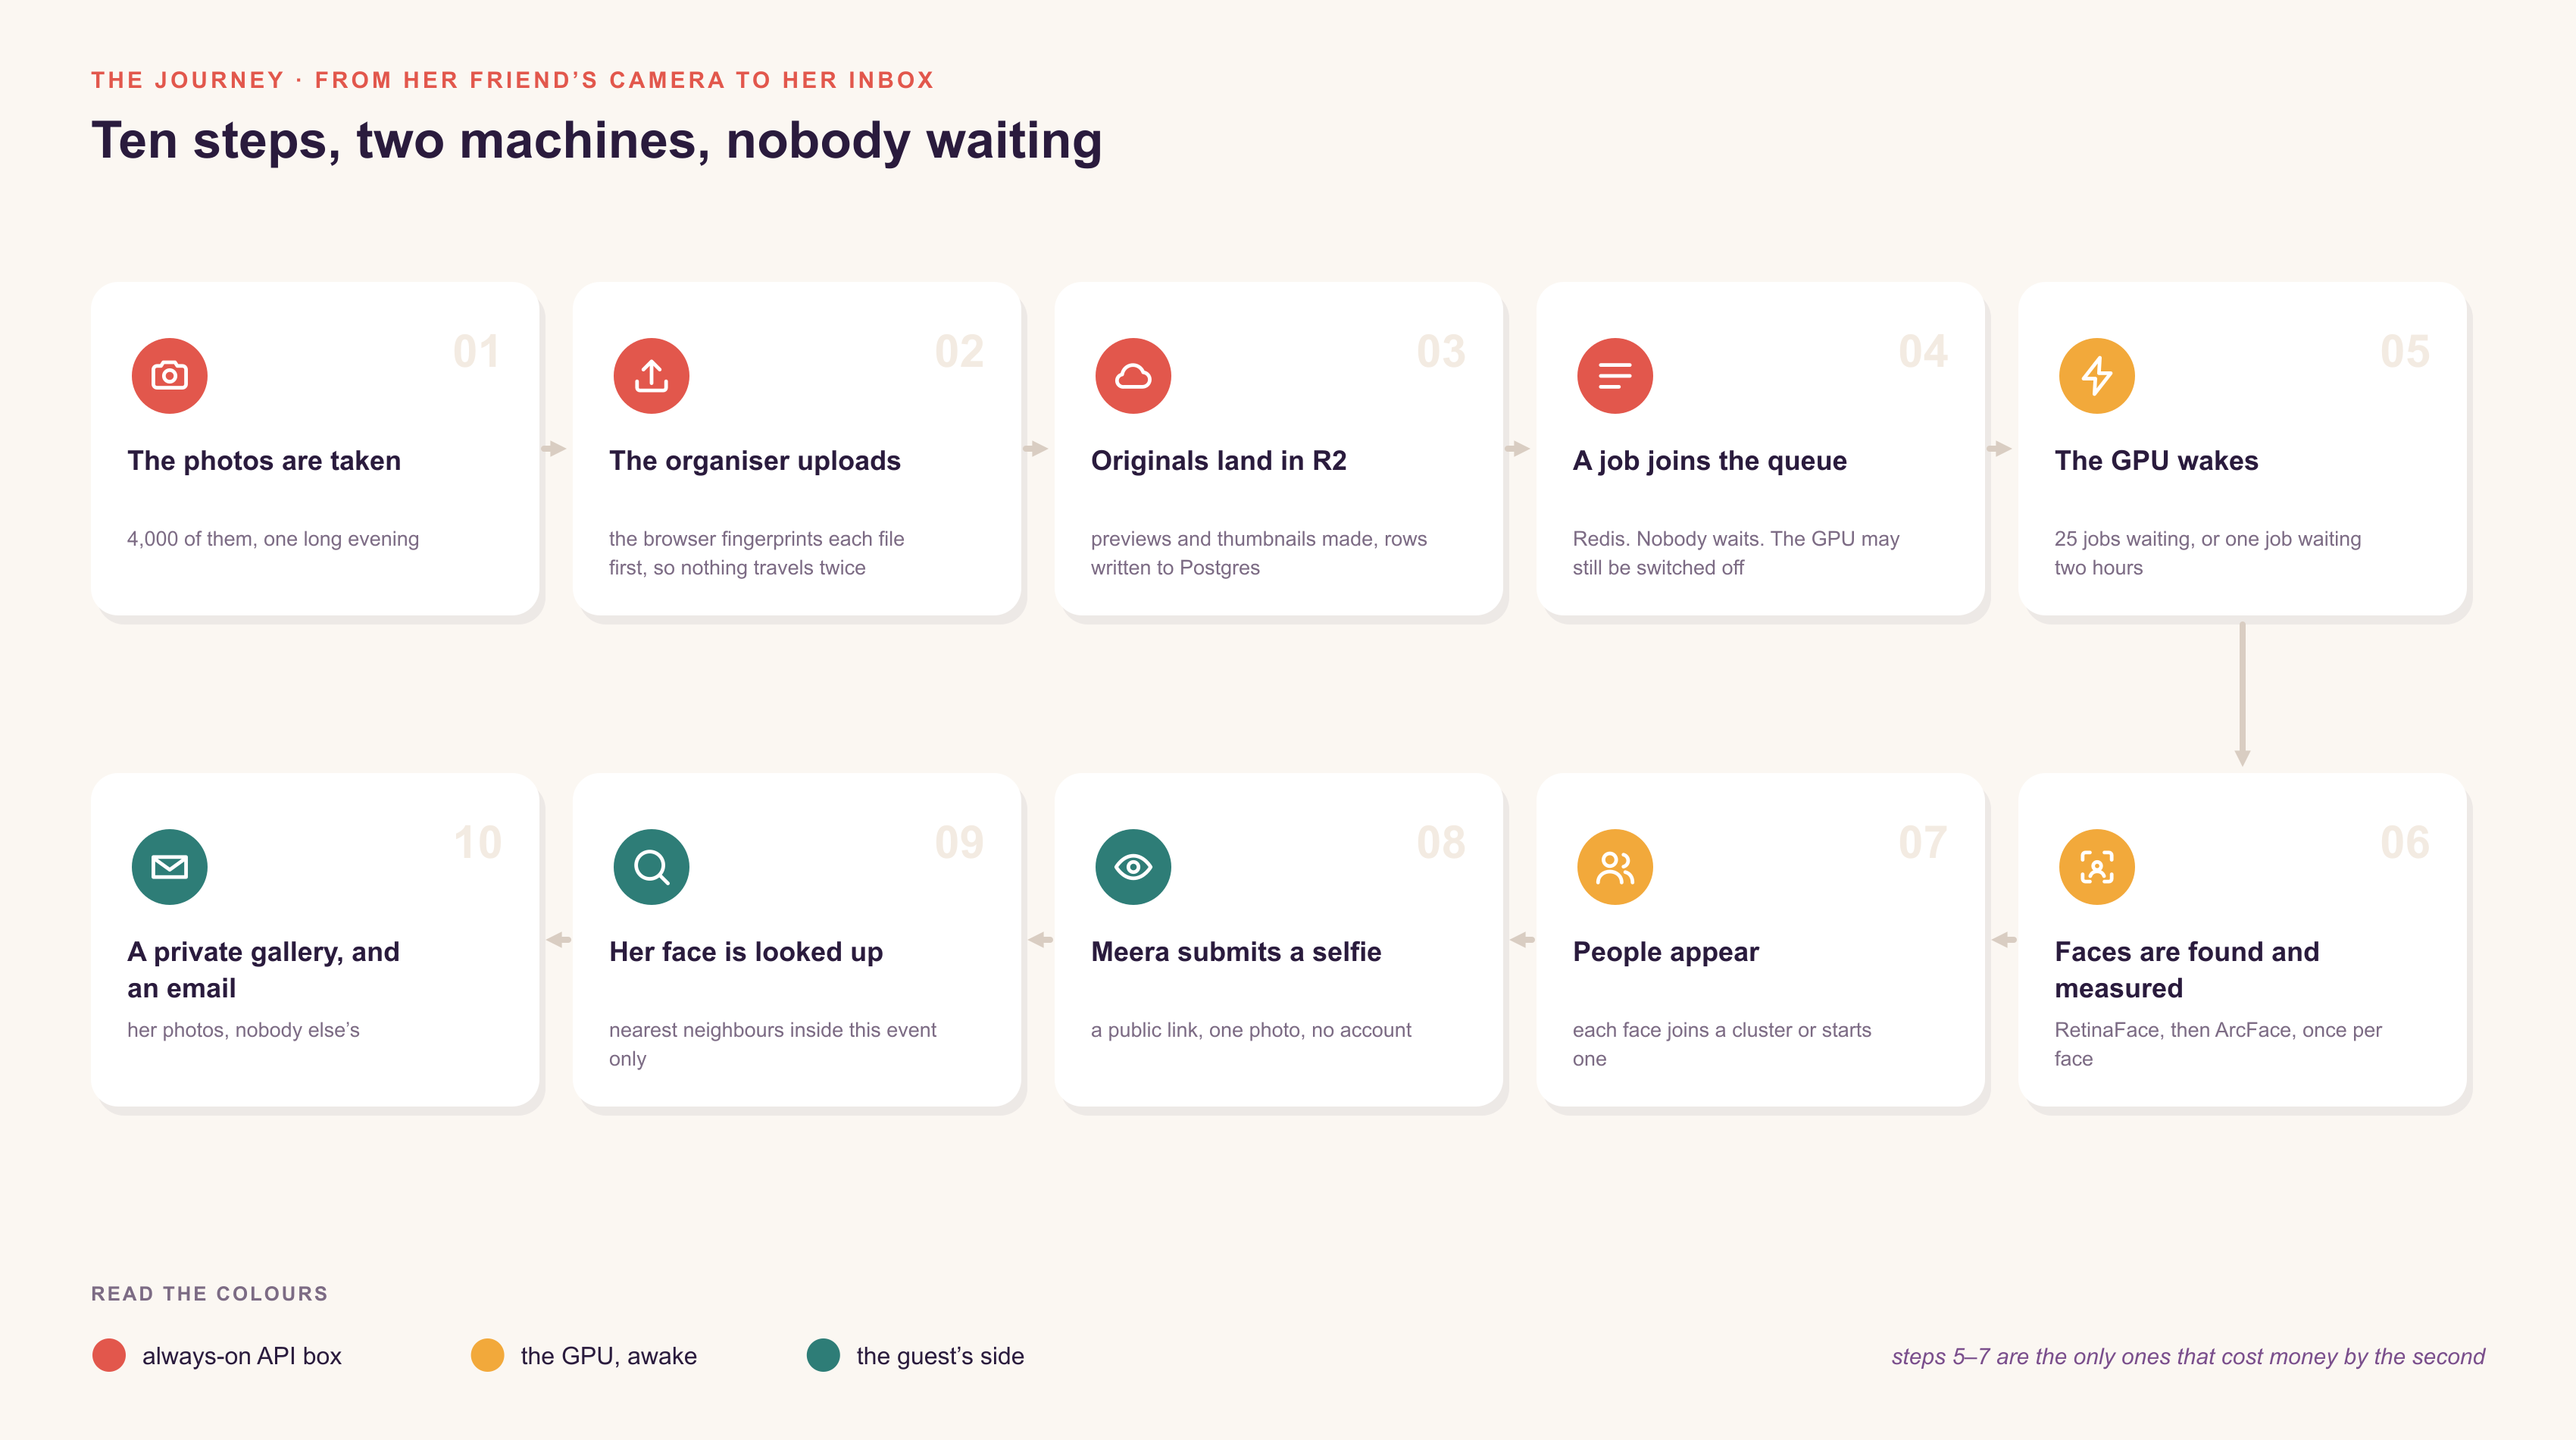 THE JOURNEY · FROM HER FRIEND’S CAMERA TO HER INBOX
Ten steps, two machines, nobody waiting
01
The photos are taken
4,000 of them, one long evening
02
The organiser uploads
the browser fingerprints each file
first, so nothing travels twice
03
Originals land in R2
previews and thumbnails made, rows
written to Postgres
04
A job joins the queue
Redis. Nobody waits. The GPU may
still be switched off
05
The GPU wakes
25 jobs waiting, or one job waiting
two hours
06
Faces are found and
measured
RetinaFace, then ArcFace, once per
face
07
People appear
each face joins a cluster or starts
one
08
Meera submits a selfie
a public link, one photo, no account
09
Her face is looked up
nearest neighbours inside this event
only
10
A private gallery, and
an email
her photos, nobody else’s
READ THE COLOURS
always-on API box
the GPU, awake
the guest’s side
steps 5–7 are the only ones that cost money by the second